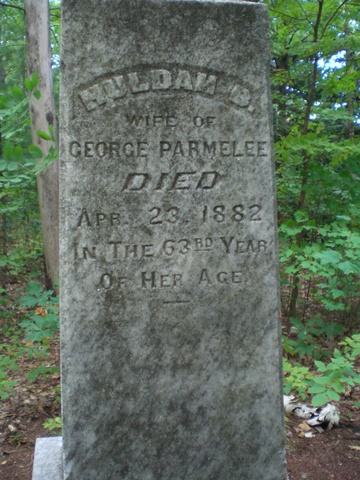 HULDAH B.
WIFE OF
GEORGE PARMELEE
DIED
APR. 23, 1882
IN THE 63RD YEAR
OF HER AGE